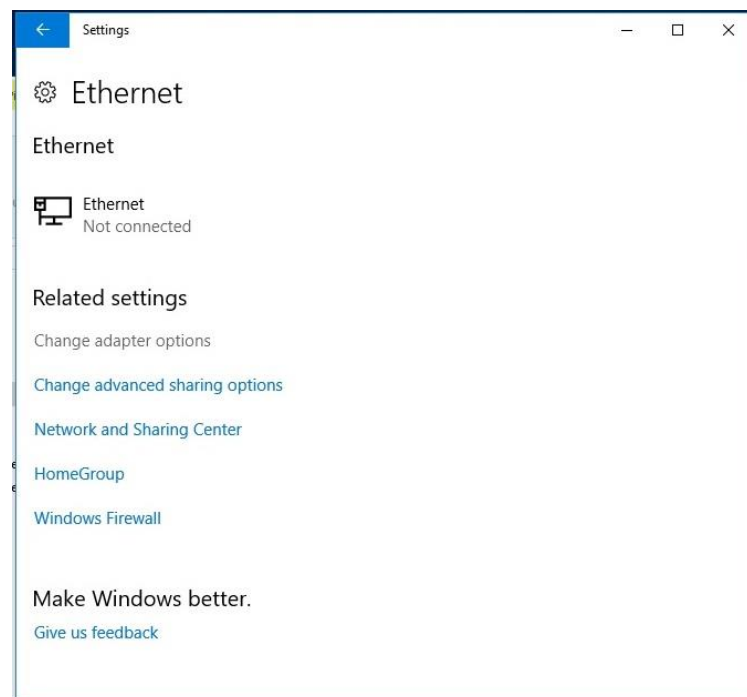 Settings
Ethernet
Ethernet
Ethernet
Not connected
Related settings
Change adapter options
Change advanced sharing options
Network and Sharing Center
HomeGroup
Windows Firewall
Make Windows better.
Give us feedback